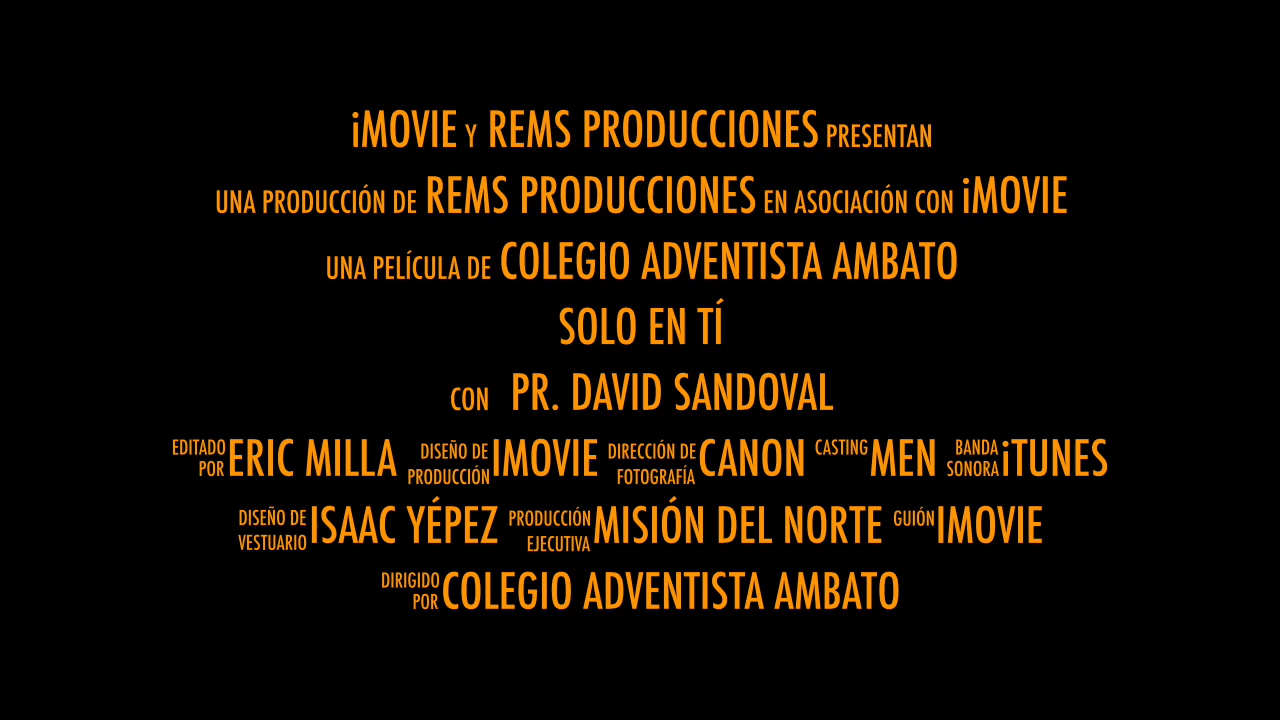 iMOVIE Y REMS PRODUCCIONES PRESENTAN
UNA PRODUCCIÓN DE REMS PRODUCCIONES EN ASOCIACIÓN CON iMOVIE
UNA PELÍCULA DE COLEGIO ADVENTISTA AMBATO
SOLO EN TÍ
CON PR. DAVID SANDOVAL
EDITADO POR ERIC MILLA DISEÑO DE PRODUCCIÓN IMOVIE DIRECCIÓN DE FOTOGRAFÍA CANON CASTING MEN BANDA SONORA iTUNES
DISEÑO DE VESTUARIO ISAAC YÉPEZ PRODUCCIÓN EJECUTIVA MISIÓN DEL NORTE GUIÓN IMOVIE
DIRIGIDO POR COLEGIO ADVENTISTA AMBATO